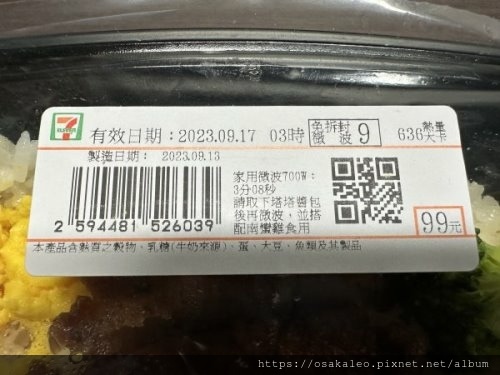 7 ELEVEN
有效日期：2023.09.17 03時
免拆封
微 波 9
熱量
636大卡
製造日期： 2023.09.13
家用微波700W：
3分08秒
請取下塔塔醬包
後再微波，並搭
配南蠻雞食用
2 594481 526039
99元
本產品含麩質之穀物、乳糖(牛奶來源)、蛋、大豆、魚類及其製品
https://osakaleo.pixnet.net/album